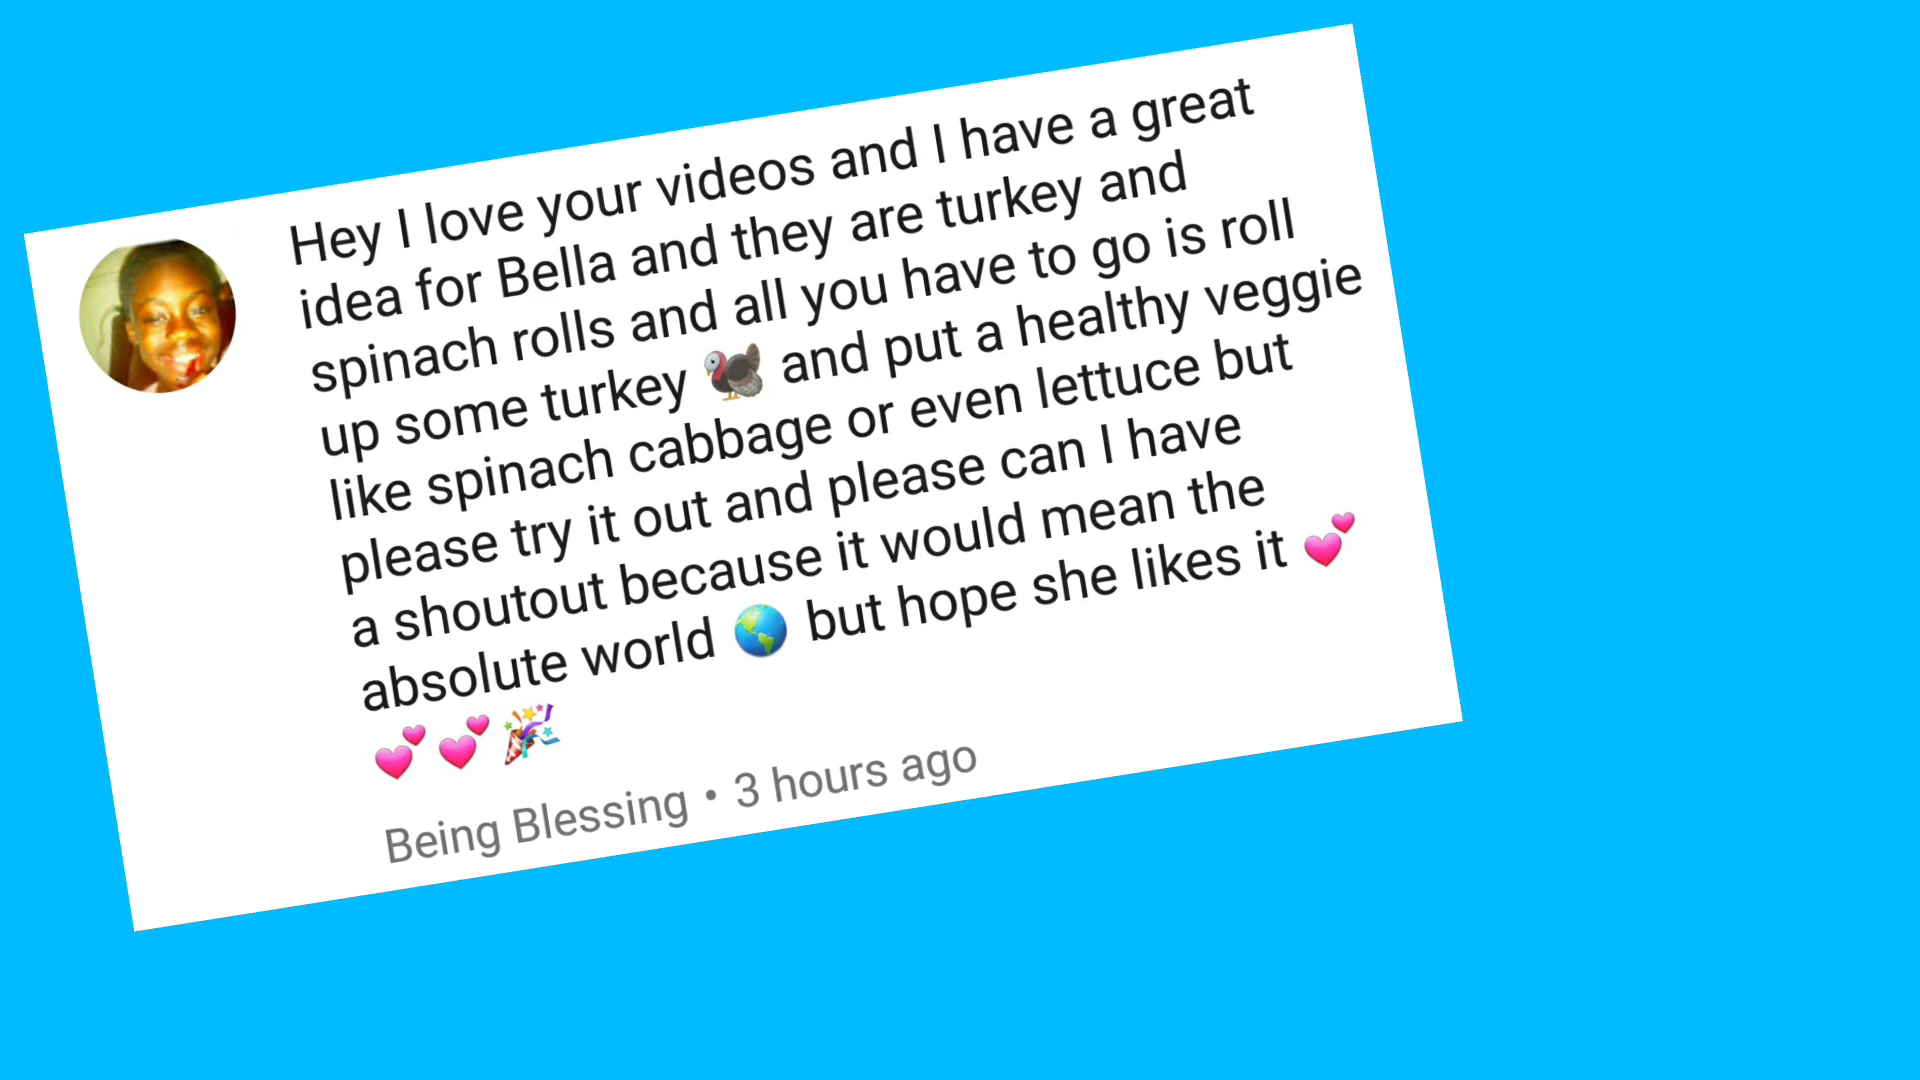 Hey I love your videos and I have a great
idea for Bella and they are turkey and
spinach rolls and all you have to go is roll
up some turkey 🦃 and put a healthy veggie
like spinach cabbage or even lettuce but
please try it out and please can I have
a shoutout because it would mean the
absolute world 🌎 but hope she likes it 💕
💕💕🎉
Being Blessing • 3 hours ago